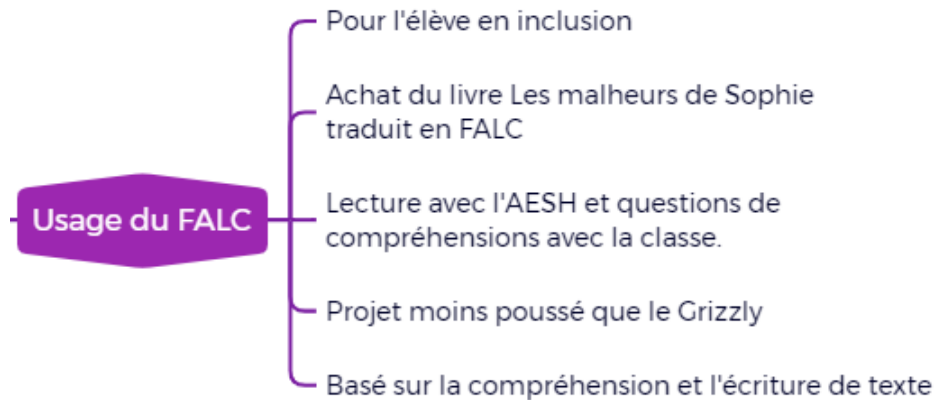 Pour l'élève en inclusion
Achat du livre Les malheurs de Sophie
traduit en FALC
Usage du FALC
Lecture avec l'AESH et questions de
compréhensions avec la classe.
Projet moins poussé que le Grizzly
Basé sur la compréhension et l'écriture de texte